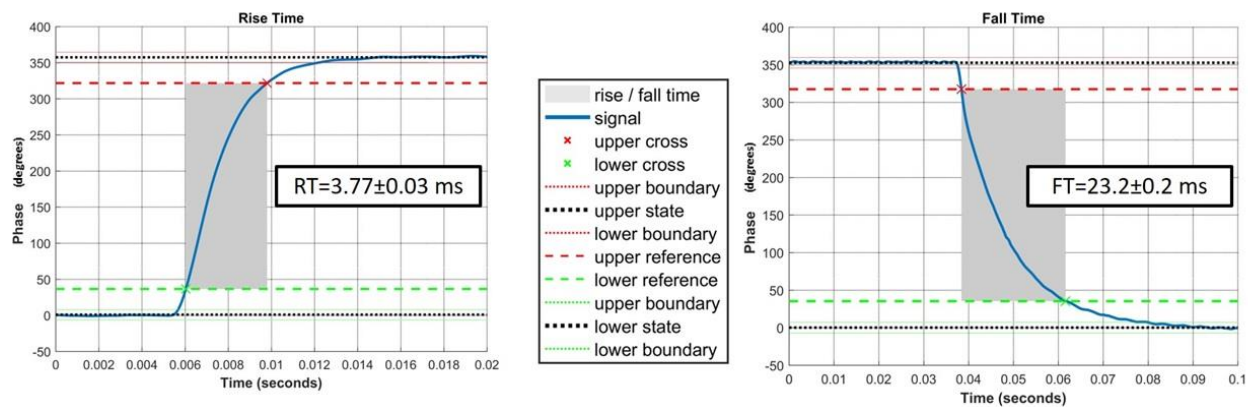 Rise Time
400
350
300
250
200
150
100
50
0
-50
Phase (degrees)
RT=3.77±0.03 ms
0 0.002 0.004 0.006 0.008 0.01 0.012 0.014 0.016 0.018 0.02
Time (seconds)
rise / fall time
signal
upper cross
lower cross
upper boundary
upper state
lower boundary
upper reference
lower reference
upper boundary
lower state
lower boundary
Fall Time
400
350
300
250
200
150
100
50
0
-50
Phase (degrees)
FT=23.2±0.2 ms
0 0.01 0.02 0.03 0.04 0.05 0.06 0.07 0.08 0.09 0.1
Time (seconds)